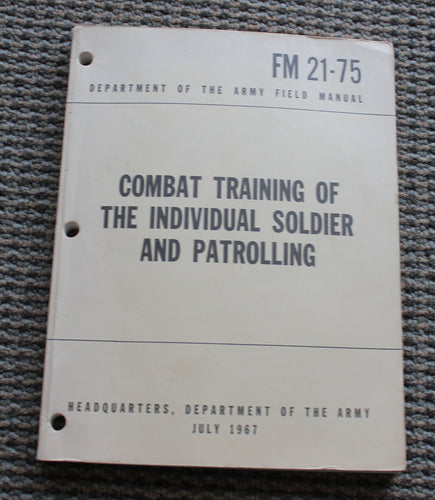 FM 21-75
DEPARTMENT OF THE ARMY FIELD MANUAL
COMBAT TRAINING OF
THE INDIVIDUAL SOLDIER
AND PATROLLING
HEADQUARTERS, DEPARTMENT OF THE ARMY
JULY 1967